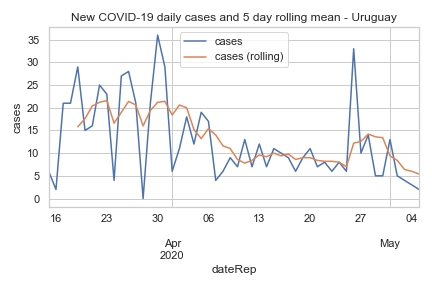 New COVID-19 daily cases and 5 day rolling mean - Uruguay
cases
cases (rolling)
cases
35
30
25
20
15
10
5
0
16 23 30 06 13 20 27 04
Apr May
2020
dateRep